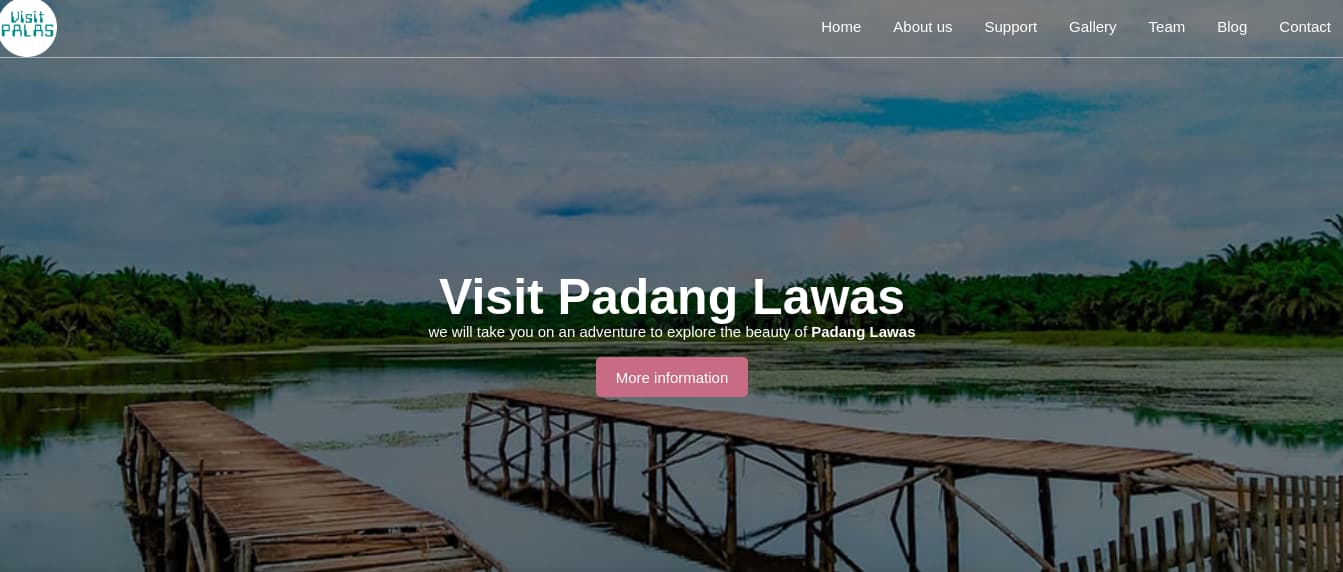 Visit
PALAS
Home About us Support Gallery Team Blog Contact
Visit Padang Lawas
we will take you on an adventure to explore the beauty of Padang Lawas
More information